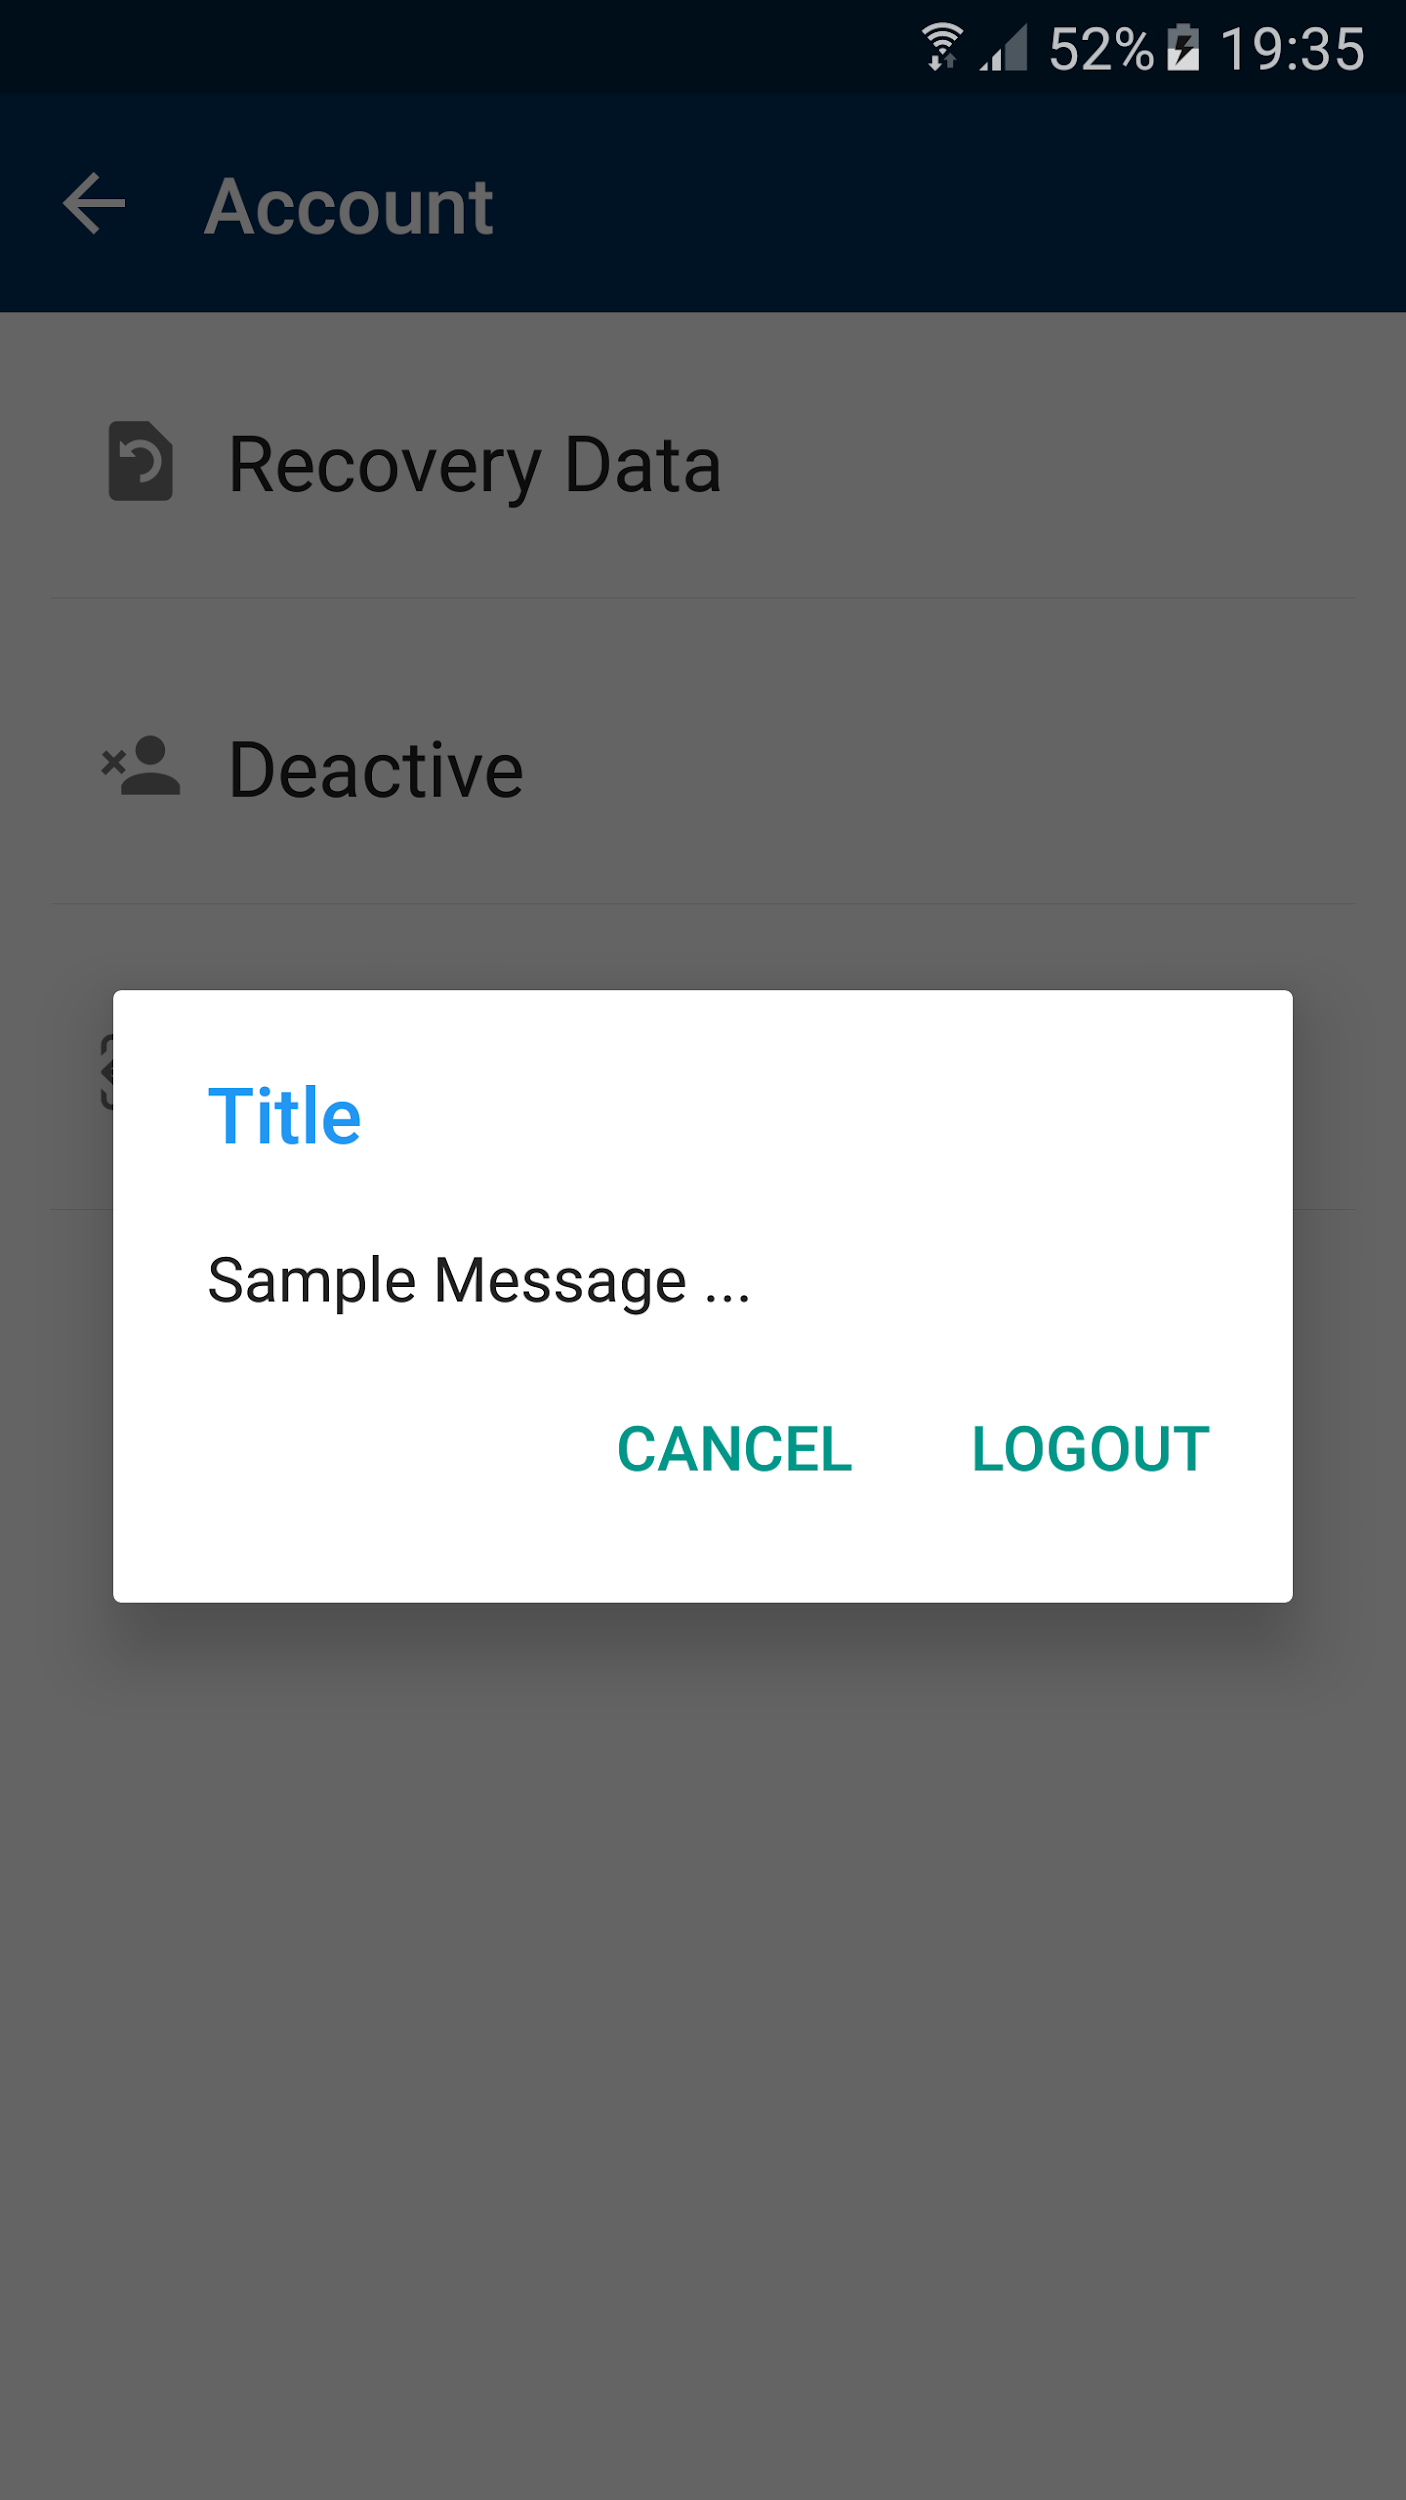 52% 19:35
Account
Recovery Data
Deactive
Title
Sample Message ...
CANCEL LOGOUT